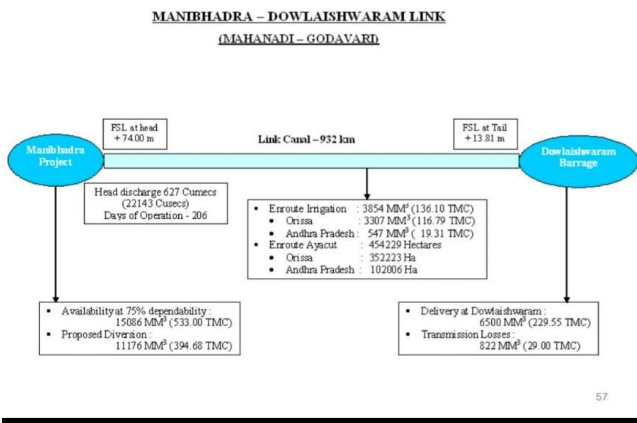 MANIBHADRA – DOWLAISHWARAM LINK
(MAHANADI – GODAVARI)
FSL at head
+ 74.00 m
FSL at Tail
+ 13.81 m
Manibhadra
Project
Link Canal – 932 km
Dowlaishwaram
Barrage
Head discharge 627 Cumecs
(22143 Cusecs)
Days of Operation - 206
▪ Enroute Irrigation : 3854 MM³ (136.10 TMC)
• Orissa : 3307 MM³ (116.79 TMC)
• Andhra Pradesh : 547 MM³ ( 19.31 TMC)
▪ Enroute Ayacut : 454229 Hectares
• Orissa : 352223 Ha
• Andhra Pradesh : 102006 Ha
▪ Availability at 75% dependability :
15086 MM³ (533.00 TMC)
▪ Proposed Diversion :
11176 MM³ (394.68 TMC)
▪ Delivery at Dowlaishwaram :
6500 MM³ (229.55 TMC)
▪ Transmission Losses :
822 MM³ (29.00 TMC)
57